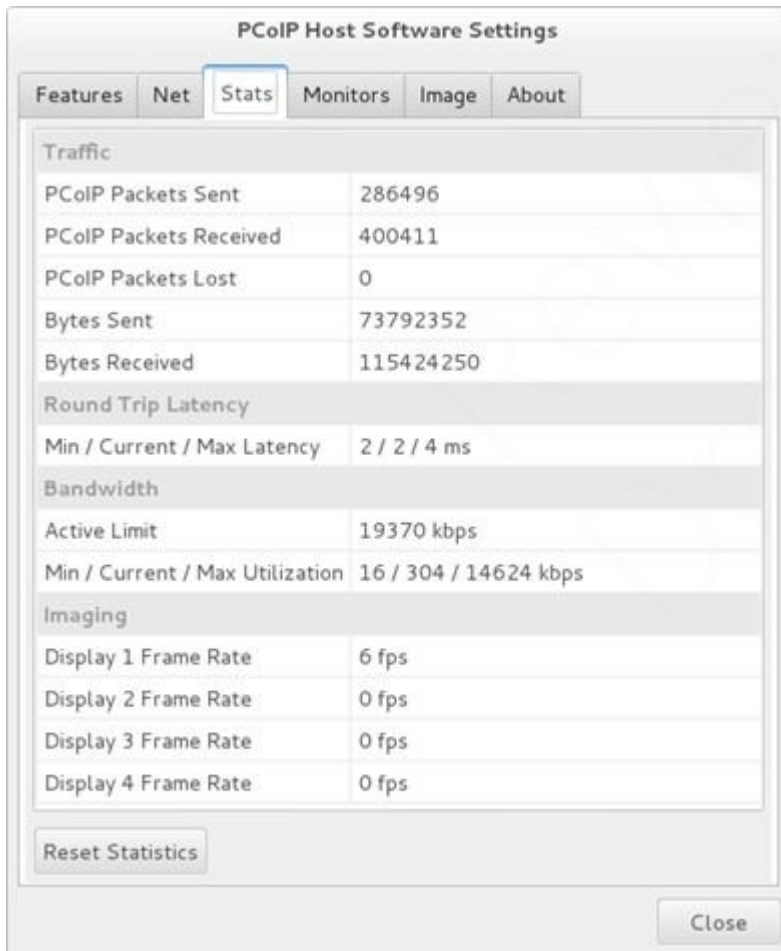 PCoIP Host Software Settings
Features Net Stats Monitors Image About
Traffic
PCoIP Packets Sent 286496
PCoIP Packets Received 400411
PCoIP Packets Lost 0
Bytes Sent 73792352
Bytes Received 115424250
Round Trip Latency
Min / Current / Max Latency 2 / 2 / 4 ms
Bandwidth
Active Limit 19370 kbps
Min / Current / Max Utilization 16 / 304 / 14624 kbps
Imaging
Display 1 Frame Rate 6 fps
Display 2 Frame Rate 0 fps
Display 3 Frame Rate 0 fps
Display 4 Frame Rate 0 fps
Reset Statistics
Close